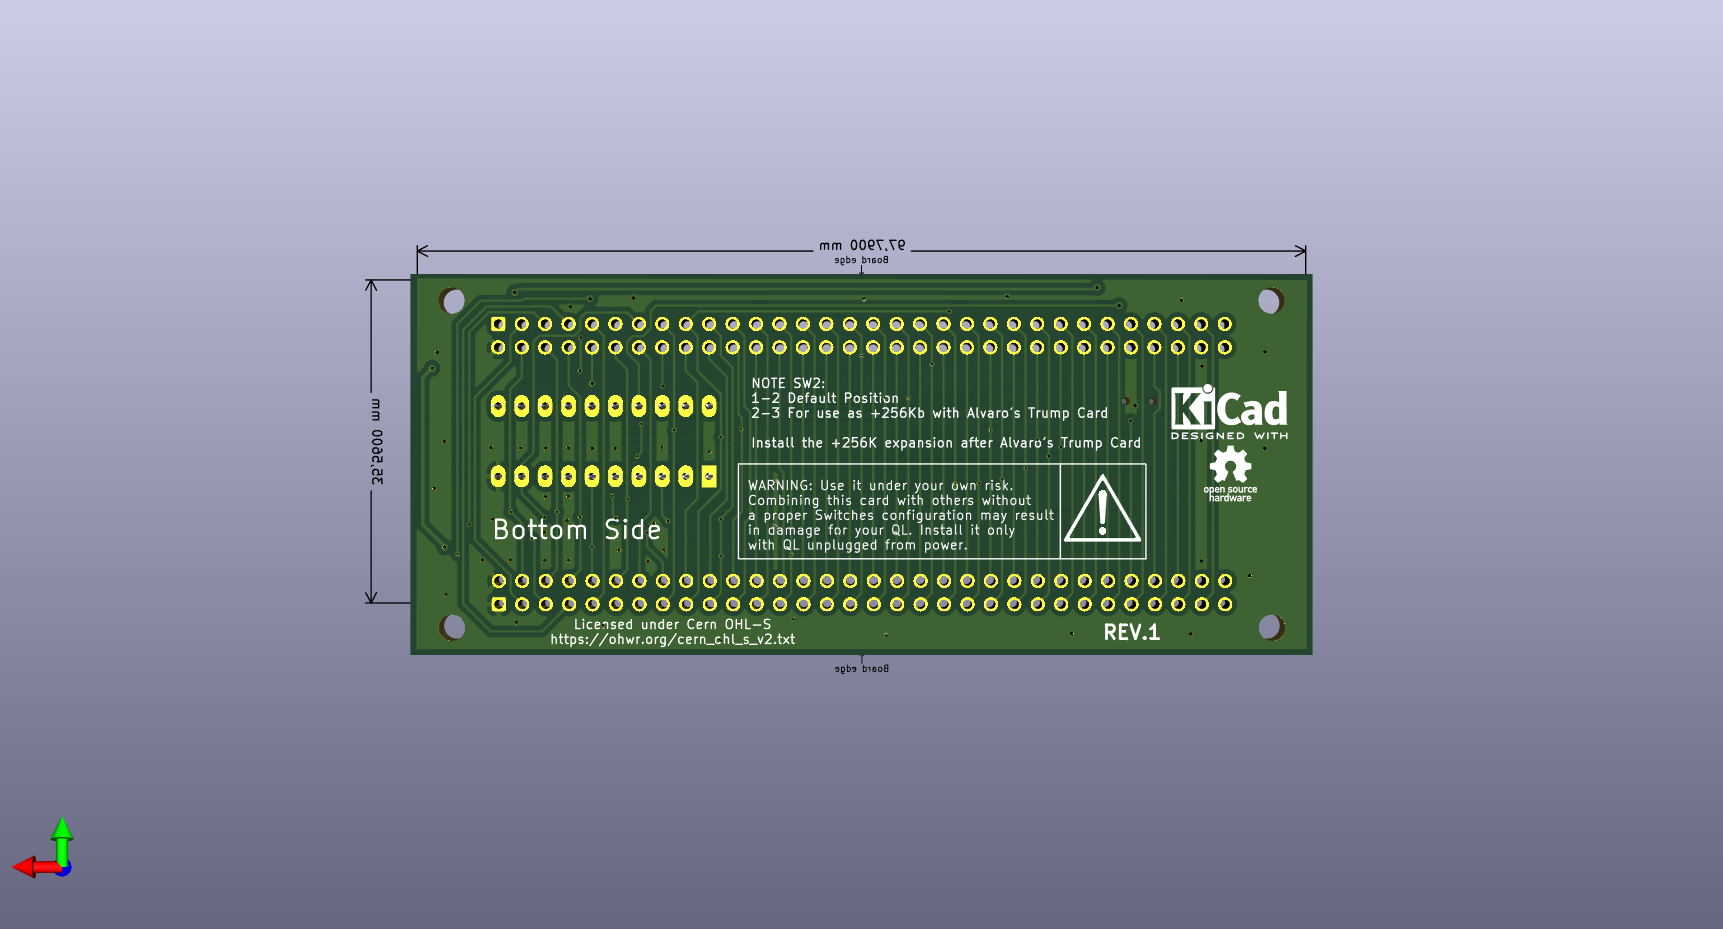 97,7900 mm
Board edge
35,5600 mm
NOTE SW2:
1-2 Default Position
2-3 For use as +256Kb with Alvaro's Trump Card
Install the +256K expansion after Alvaro's Trump Card
KiCad
DESIGNED WITH
open source
hardware
WARNING: Use it under your own risk.
Combining this card with others without
a proper Switches configuration may result
in damage for your QL. Install it only
with QL unplugged from power.
Bottom Side
Licensed under Cern OHL-S
https://ohwr.org/cern_ohl_s_v2.txt
REV.1
Board edge